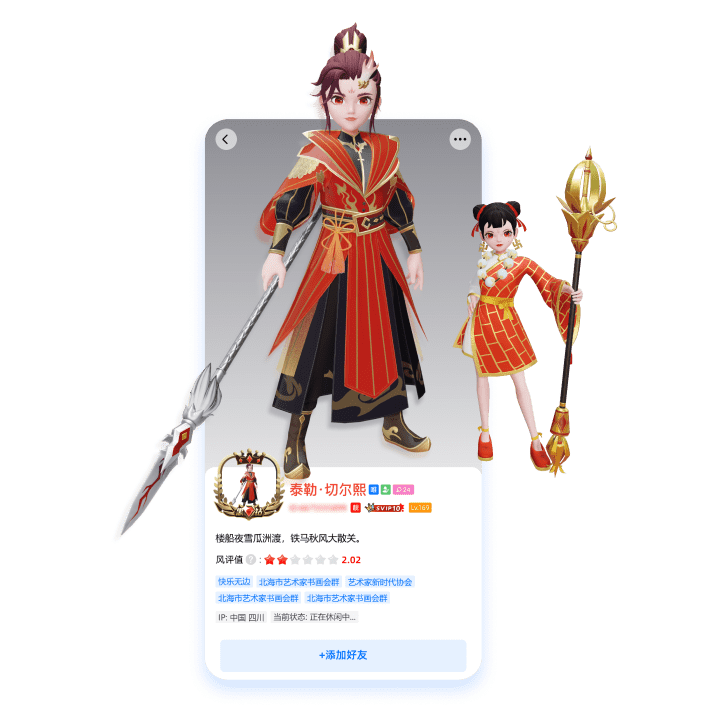 泰勒·切尔熙 24
SVIP10 Lv.169
楼船夜雪瓜洲渡，铁马秋风大散关。
风评值 ? : 2.02
快乐无边 北海市艺术家书画会群 艺术家新时代协会
北海市艺术家书画会群 北海市艺术家书画会群
IP: 中国 四川 当前状态: 正在休闲中...
+添加好友